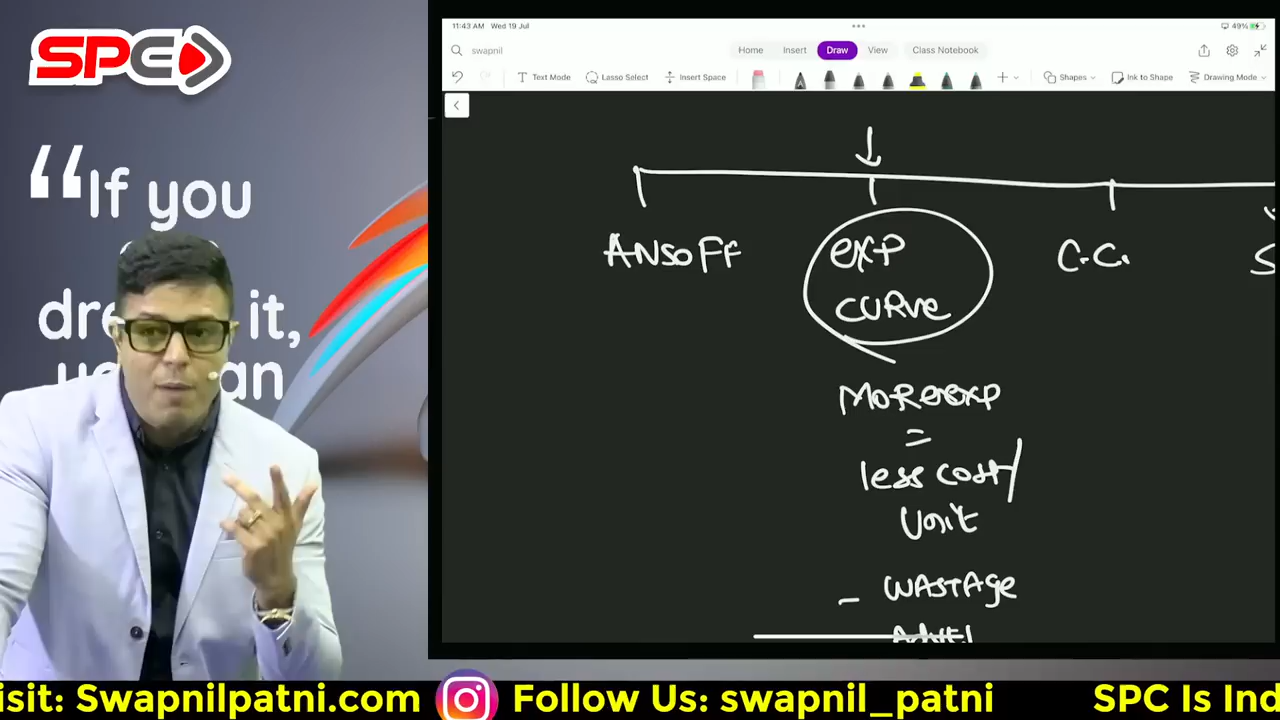 SPC
“If you
dre it,
an
11:43 AM Wed 19 Jul
49%
swapnil
Home Insert Draw View Class Notebook
Text Mode Lasso Select Insert Space Shapes Ink to Shape Drawing Mode
ANSOFF
exp
CURVe
C.C.
S
MORe exp
=
less cost/
Unit
- WASTAge
isit: Swapnilpatni.com Follow Us: swapnil_patni SPC Is Ind